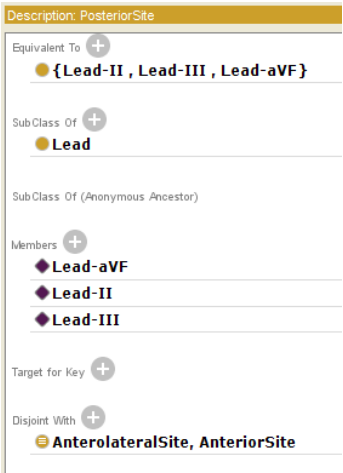 Description: PosteriorSite
Equivalent To
{Lead-II , Lead-III , Lead-aVF}
SubClass Of
Lead
SubClass Of (Anonymous Ancestor)
Members
Lead-aVF
Lead-II
Lead-III
Target for Key
Disjoint With
AnterolateralSite, AnteriorSite